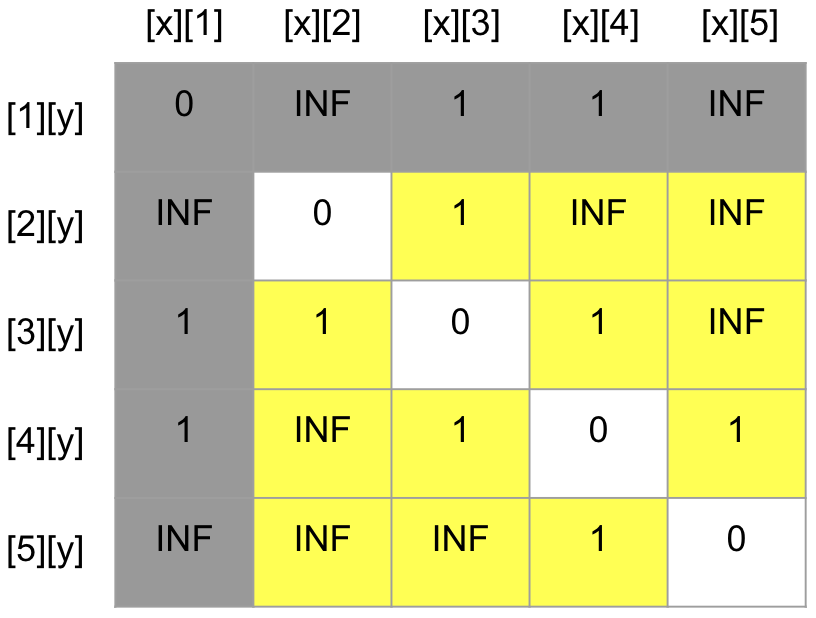 [x][1] [x][2] [x][3] [x][4] [x][5]
[1][y] 0 INF 1 1 INF
[2][y] INF 0 1 INF INF
[3][y] 1 1 0 1 INF
[4][y] 1 INF 1 0 1
[5][y] INF INF INF 1 0